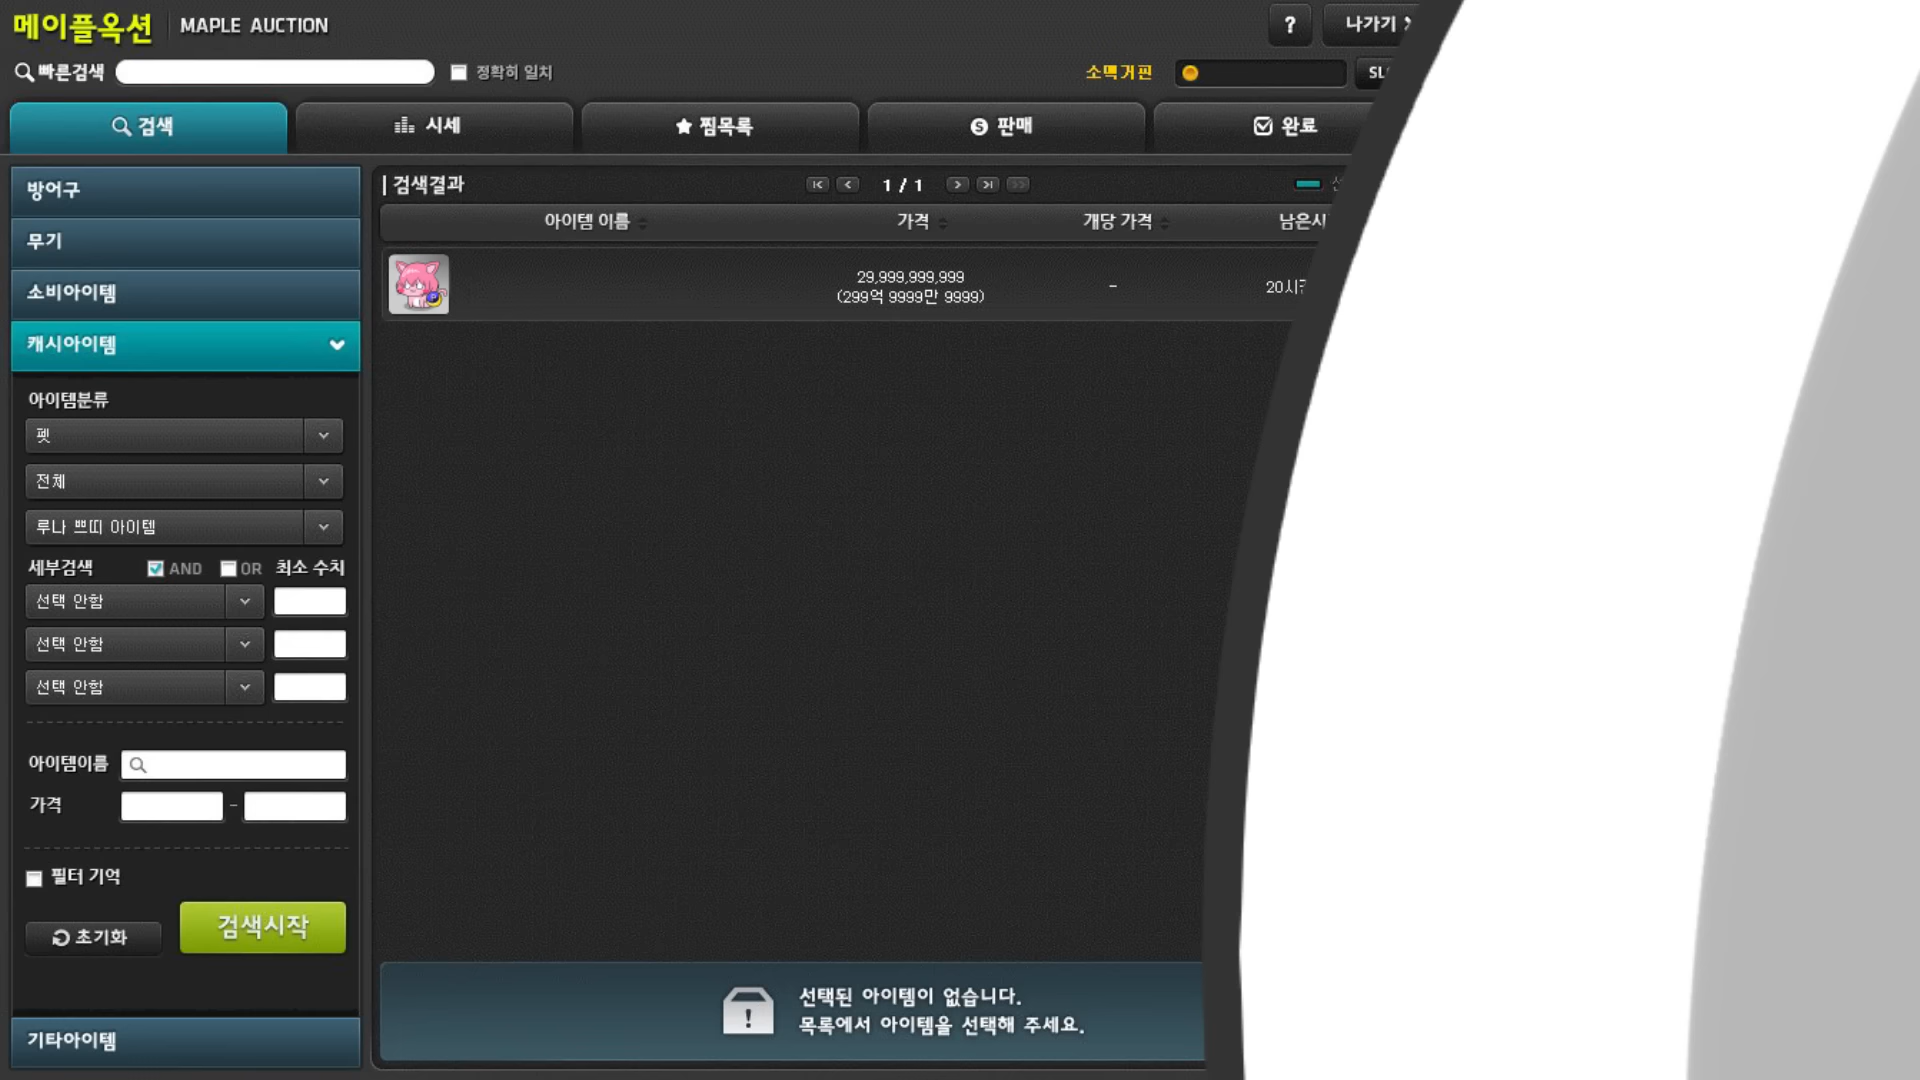 메이플옥션 MAPLE AUCTION ? 나가기
빠른검색 정확히 일치 소맥거핀
검색 시세 찜목록 판매 완료
방어구
무기
소비아이템
캐시아이템
아이템분류
펫
전체
루나 쁘띠 아이템
세부검색 AND OR 최소 수치
선택 안함
선택 안함
선택 안함
아이템이름
가격 -
필터 기억
초기화 검색시작
기타아이템
검색결과 1 / 1
아이템 이름 가격 개당 가격
29,999,999,999
(299억 9999만 9999)
-
선택된 아이템이 없습니다.
목록에서 아이템을 선택해 주세요.